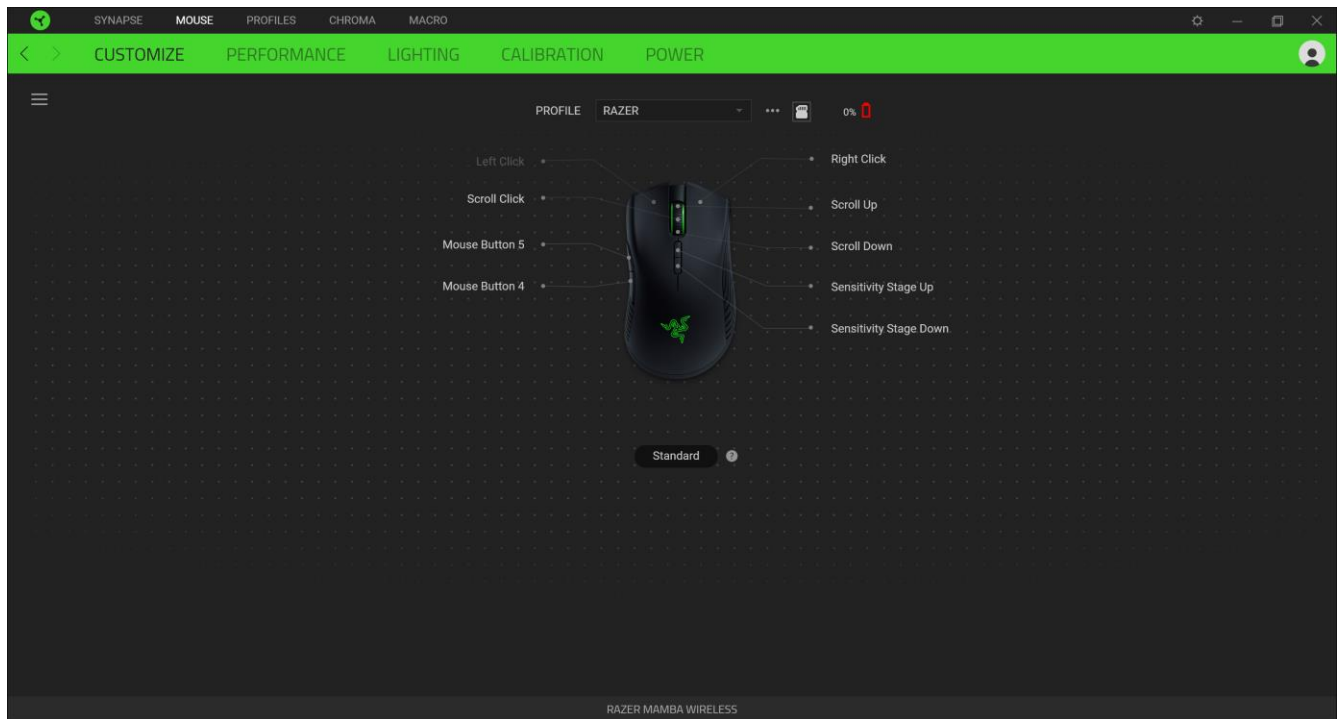 SYNAPSE MOUSE PROFILES CHROMA MACRO
CUSTOMIZE PERFORMANCE LIGHTING CALIBRATION POWER
PROFILE RAZER 0%
Left Click
Scroll Click
Mouse Button 5
Mouse Button 4
Right Click
Scroll Up
Scroll Down
Sensitivity Stage Up
Sensitivity Stage Down
Standard ?
RAZER MAMBA WIRELESS